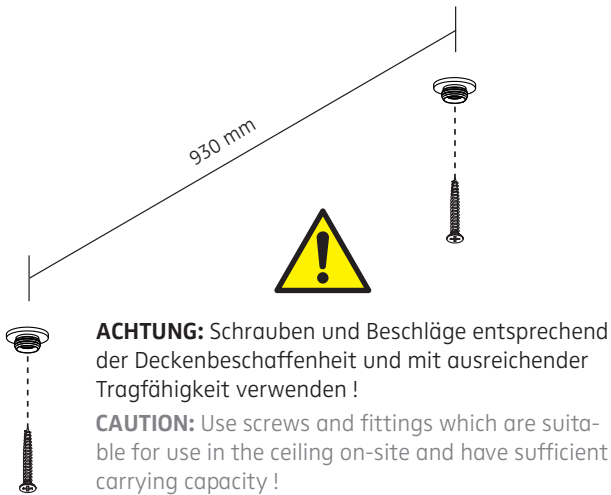 930 mm
ACHTUNG: Schrauben und Beschläge entsprechend
der Deckenbeschaffenheit und mit ausreichender
Tragfähigkeit verwenden !
CAUTION: Use screws and fittings which are suita-
ble for use in the ceiling on-site and have sufficient
carrying capacity !